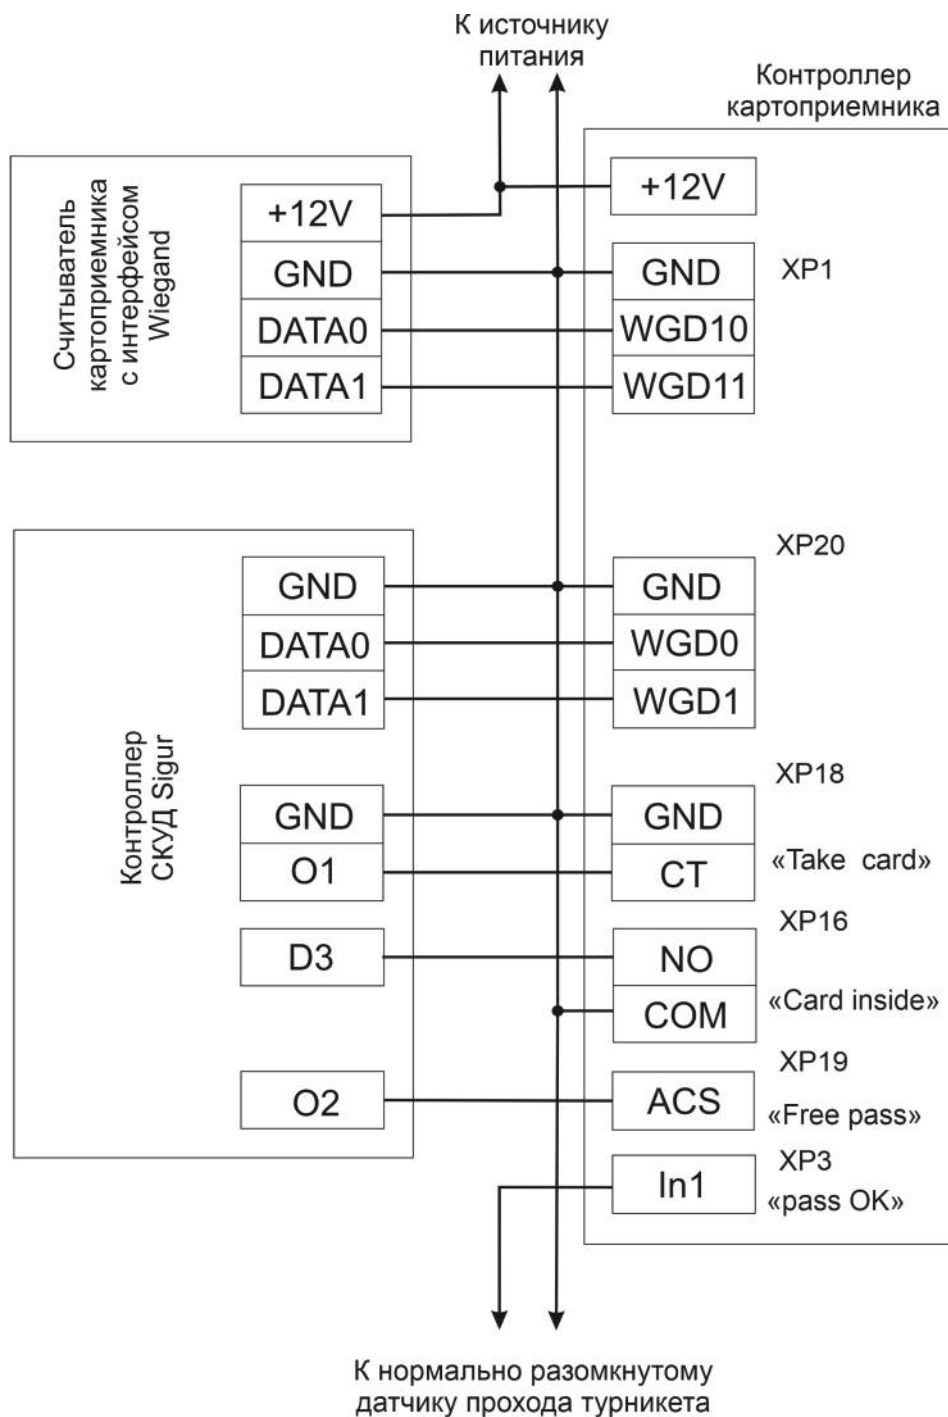 К источнику
питания
Контроллер
картоприемника
Считыватель
картоприемника
с интерфейсом
Wiegand
+12V
GND
DATA0
DATA1
+12V
GND
WGD10
WGD11
XP1
Контроллер
СКУД Sigur
GND
DATA0
DATA1
XP20
GND
WGD0
WGD1
GND
O1
XP18
GND
CT
«Take card»
D3
XP16
NO
COM
«Card inside»
O2
XP19
ACS
«Free pass»
In1
XP3
«pass OK»
К нормально разомкнутому
датчику прохода турникета